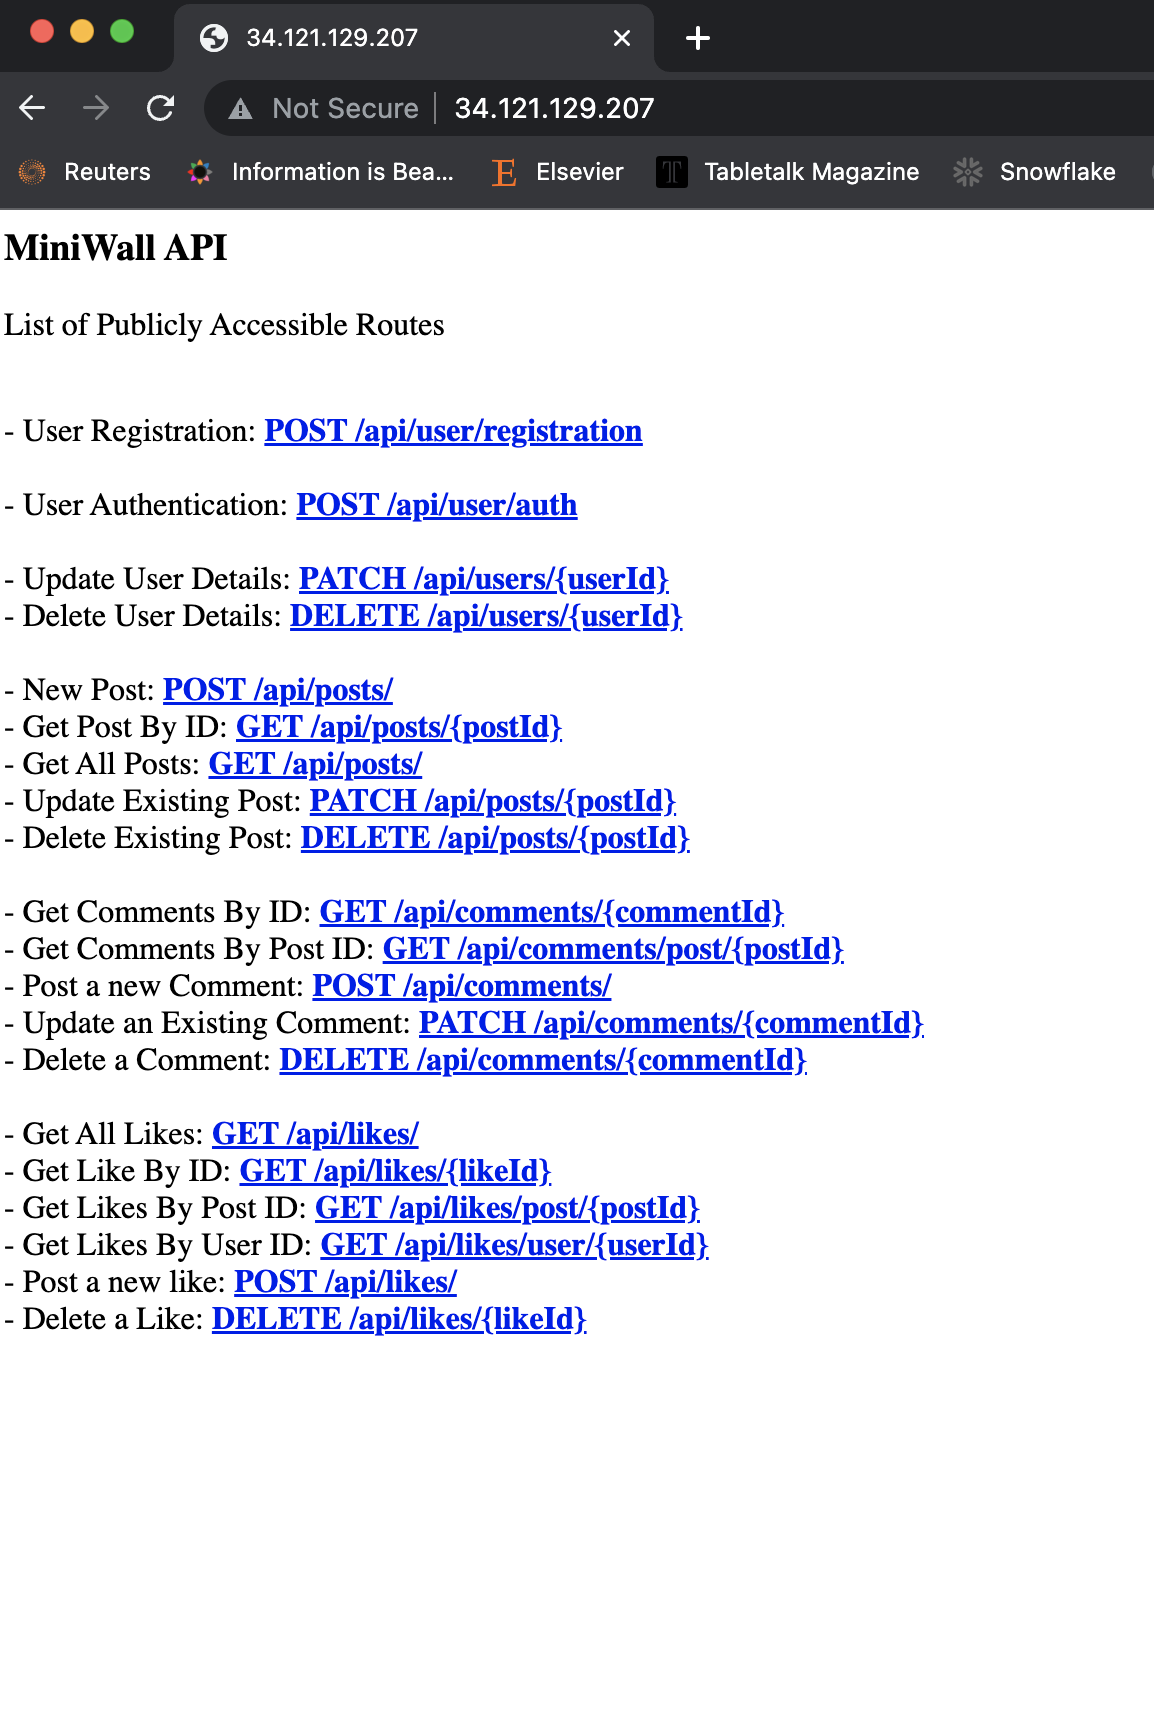 34.121.129.207
Not Secure 34.121.129.207
Reuters Information is Bea... E Elsevier T Tabletalk Magazine Snowflake
MiniWall API
List of Publicly Accessible Routes
- User Registration: POST /api/user/registration
- User Authentication: POST /api/user/auth
- Update User Details: PATCH /api/users/{userId}
- Delete User Details: DELETE /api/users/{userId}
- New Post: POST /api/posts/
- Get Post By ID: GET /api/posts/{postId}
- Get All Posts: GET /api/posts/
- Update Existing Post: PATCH /api/posts/{postId}
- Delete Existing Post: DELETE /api/posts/{postId}
- Get Comments By ID: GET /api/comments/{commentId}
- Get Comments By Post ID: GET /api/comments/post/{postId}
- Post a new Comment: POST /api/comments/
- Update an Existing Comment: PATCH /api/comments/{commentId}
- Delete a Comment: DELETE /api/comments/{commentId}
- Get All Likes: GET /api/likes/
- Get Like By ID: GET /api/likes/{likeId}
- Get Likes By Post ID: GET /api/likes/post/{postId}
- Get Likes By User ID: GET /api/likes/user/{userId}
- Post a new like: POST /api/likes/
- Delete a Like: DELETE /api/likes/{likeId}